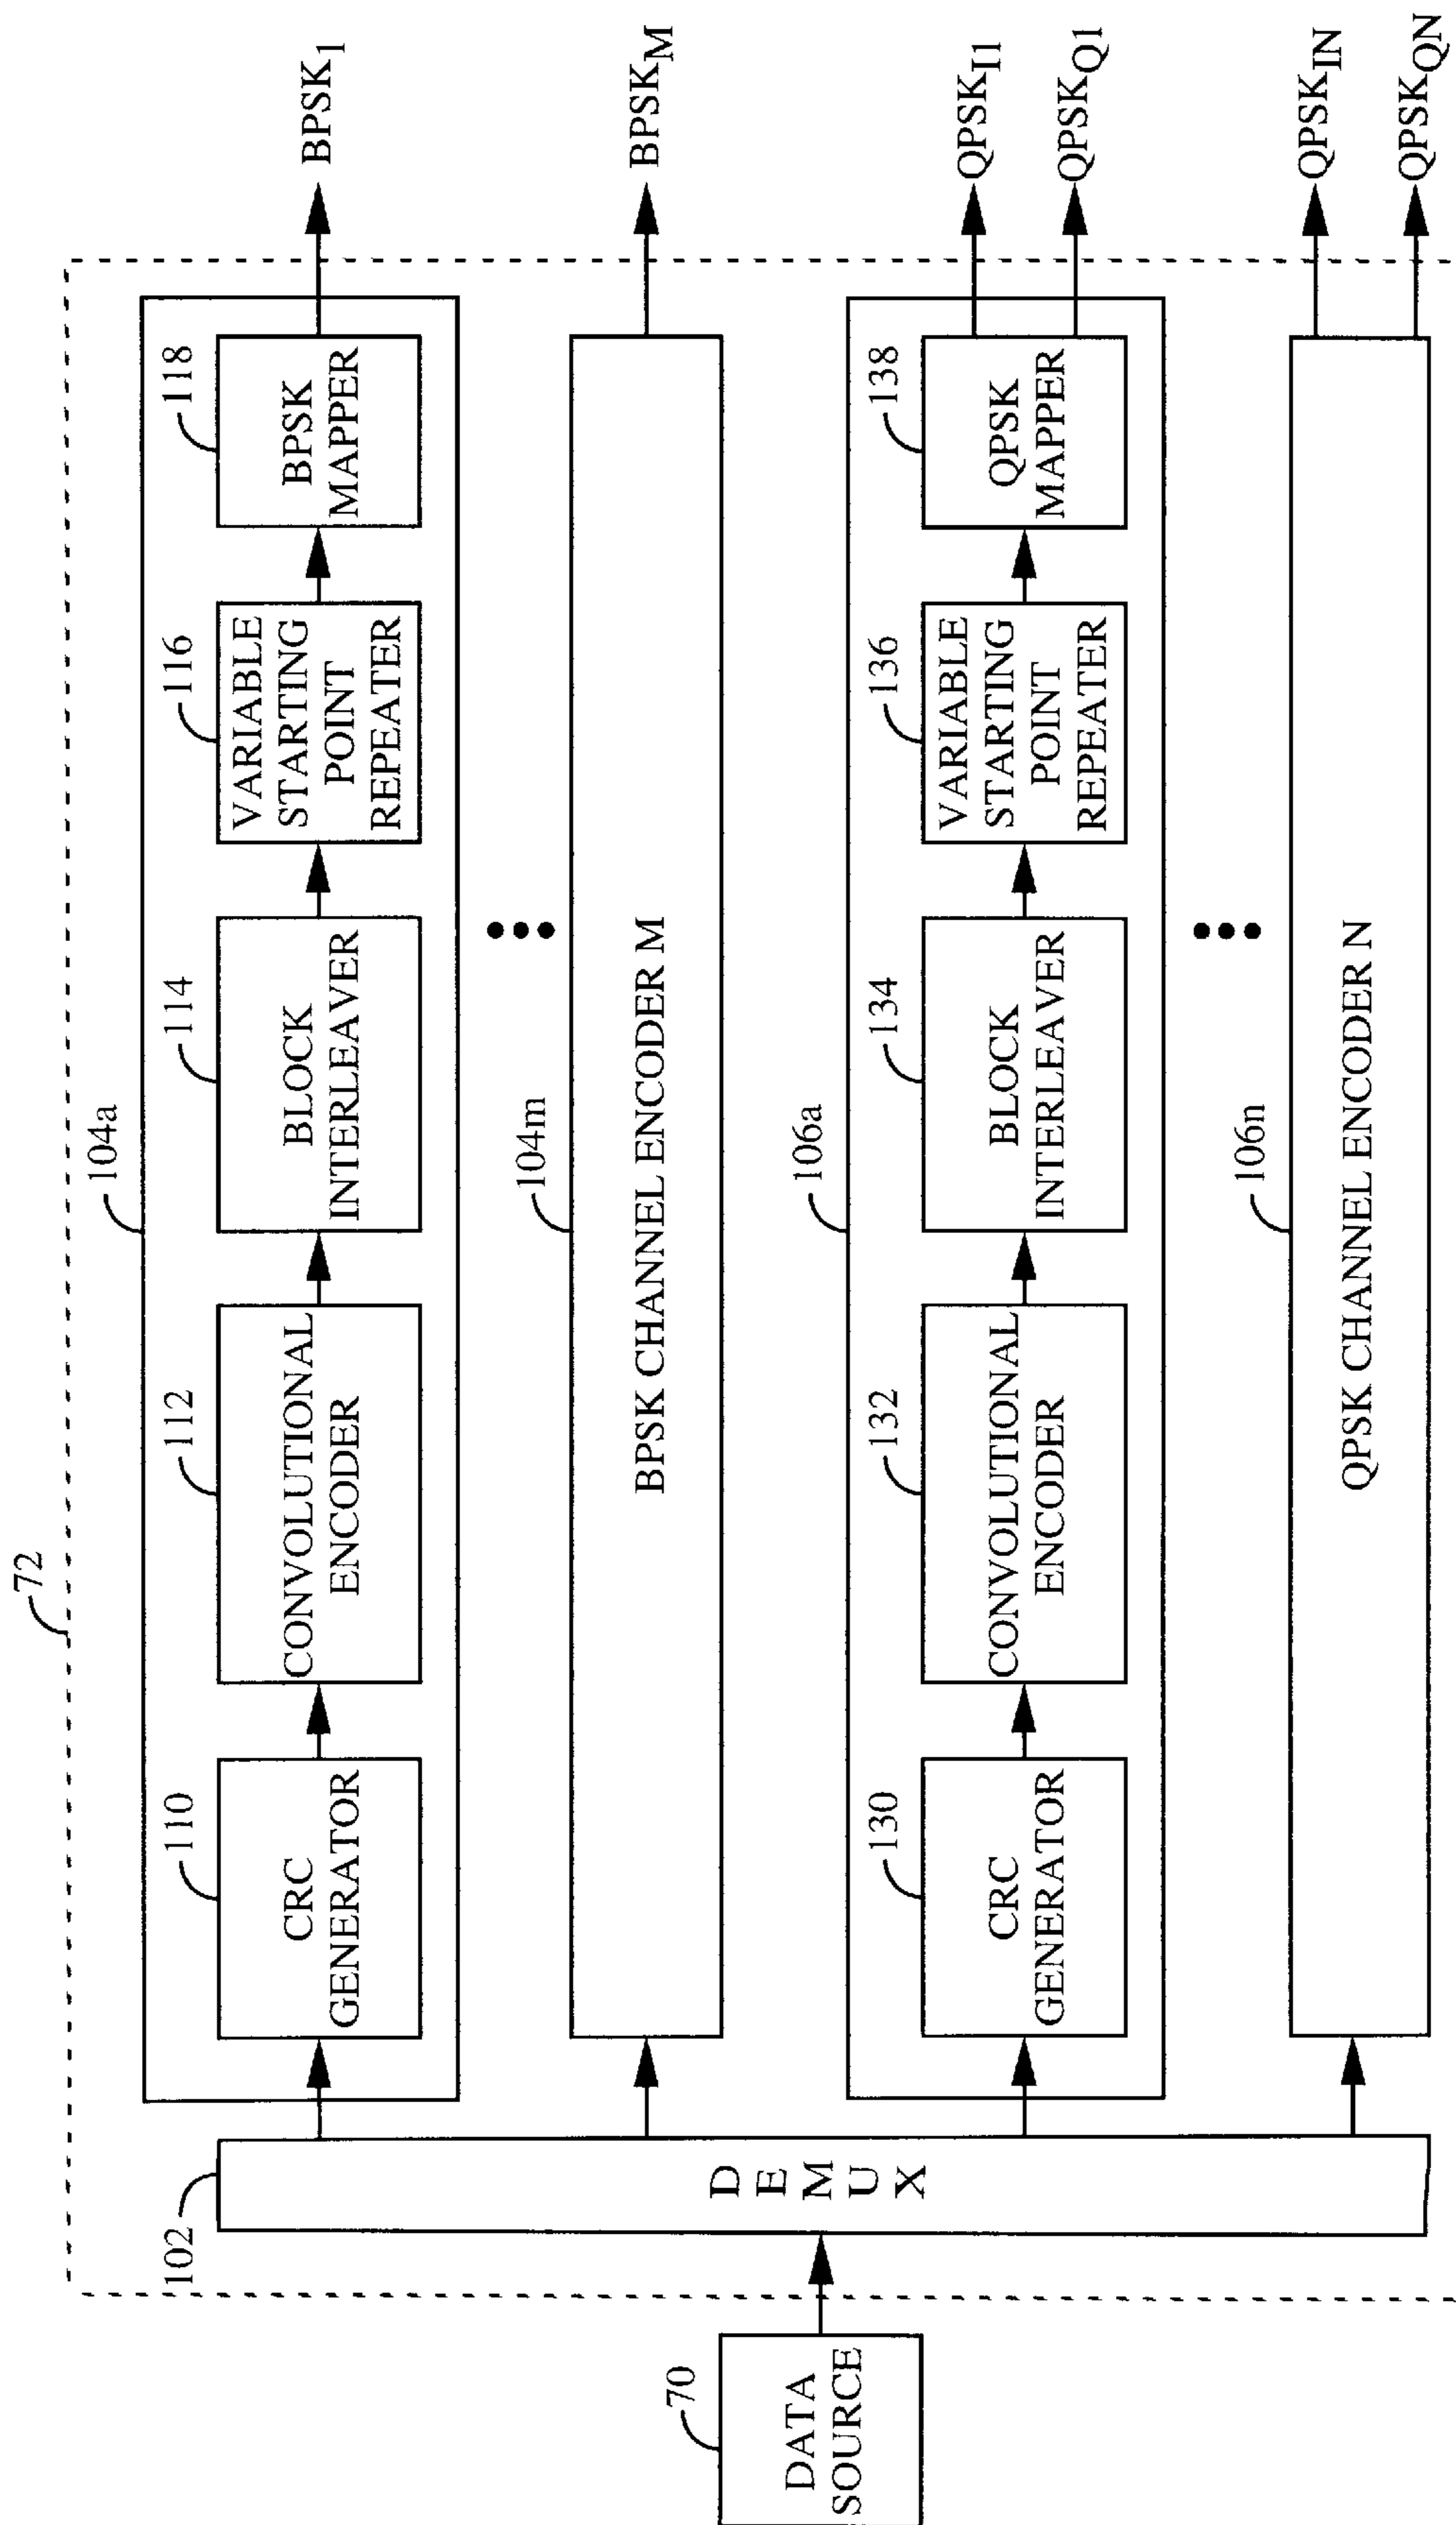 72
70
DATA
SOURCE
102
D
E
M
U
X
104a
110
CRC
GENERATOR
112
CONVOLUTIONAL
ENCODER
114
BLOCK
INTERLEAVER
116
VARIABLE
STARTING
POINT
REPEATER
118
BPSK
MAPPER
BPSK1
104m
BPSK CHANNEL ENCODER M
BPSKM
106a
130
CRC
GENERATOR
132
CONVOLUTIONAL
ENCODER
134
BLOCK
INTERLEAVER
136
VARIABLE
STARTING
POINT
REPEATER
138
QPSK
MAPPER
QPSKI1
QPSKQ1
106n
QPSK CHANNEL ENCODER N
QPSKIN
QPSKQN